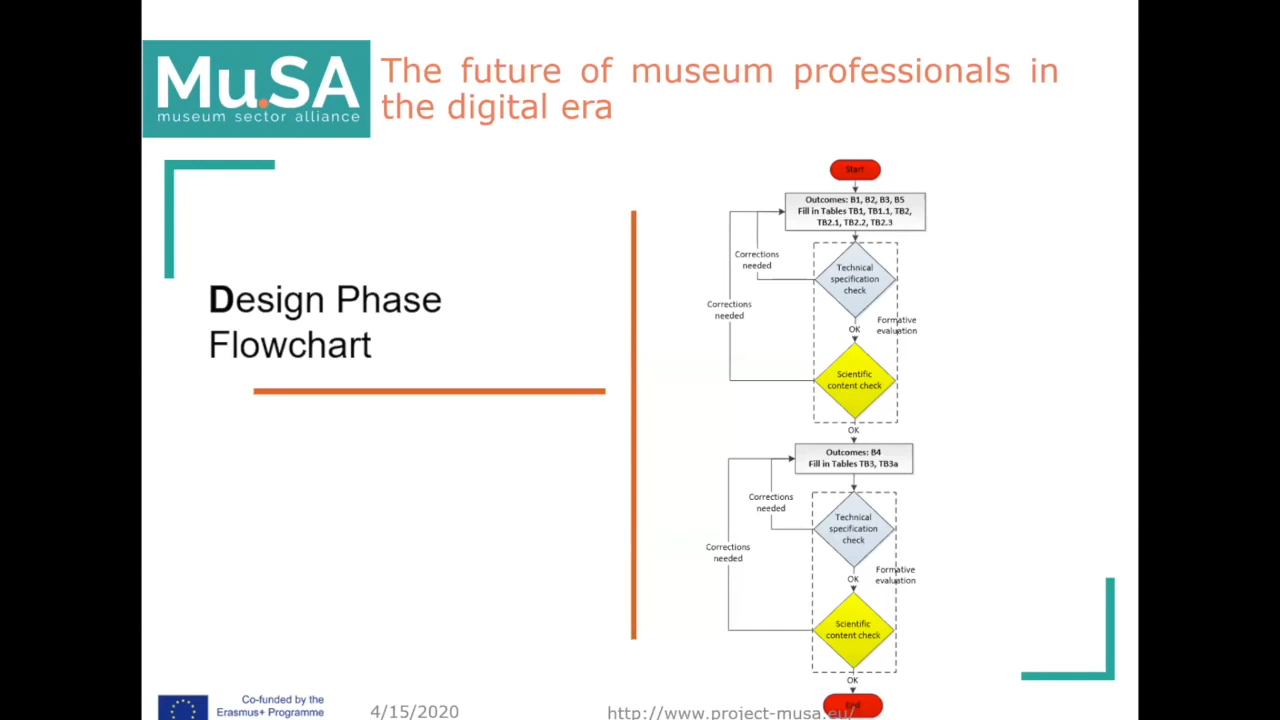 Mu.SA
museum sector alliance
The future of museum professionals in
the digital era
Design Phase
Flowchart
Start
Outcomes: B1, B2, B3, B5
Fill in Tables TB1, TB1.1, TB2,
TB2.1, TB2.2, TB2.3
Corrections
needed
Technical
specification
check
Corrections
needed
OK
Formative
evaluation
Scientific
content check
OK
Outcomes: B4
Fill in Tables TB3, TB3a
Corrections
needed
Technical
specification
check
Corrections
needed
OK
Formative
evaluation
Scientific
content check
OK
End
Co-funded by the
Erasmus+ Programme
4/15/2020
http://www.project-musa.eu/